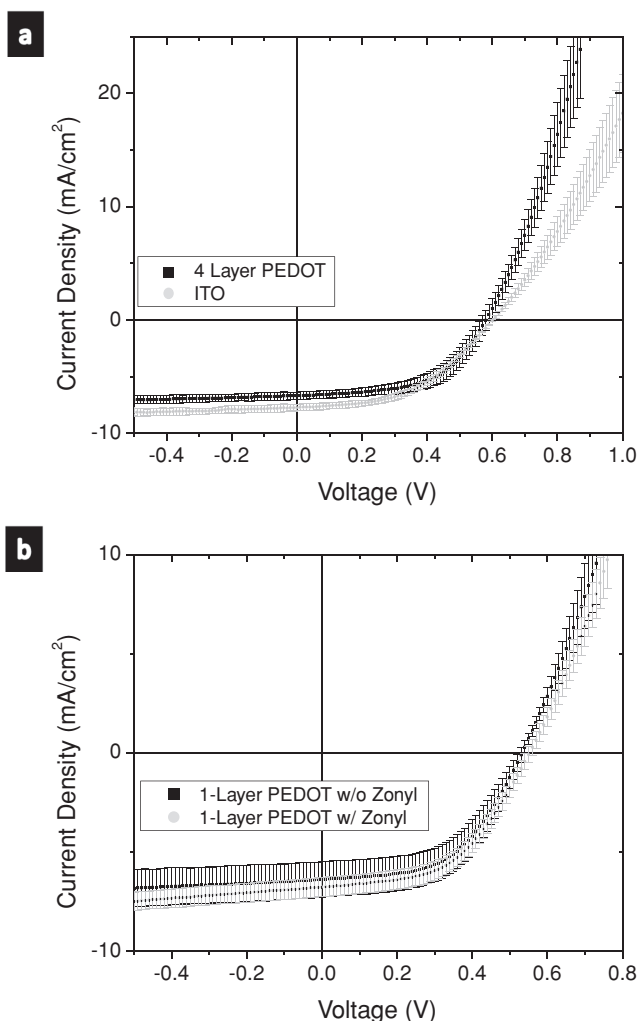 a
20
10
0
-10
Current Density (mA/cm²)
4 Layer PEDOT
ITO
-0.4 -0.2 0.0 0.2 0.4 0.6 0.8 1.0
Voltage (V)
b
10
0
-10
Current Density (mA/cm²)
1-Layer PEDOT w/o Zonyl
1-Layer PEDOT w/ Zonyl
-0.4 -0.2 0.0 0.2 0.4 0.6 0.8
Voltage (V)